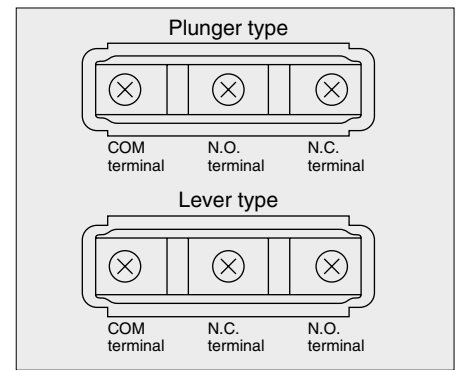 Plunger type
COM N.O. N.C.
terminal terminal terminal
Lever type
COM N.C. N.O.
terminal terminal terminal